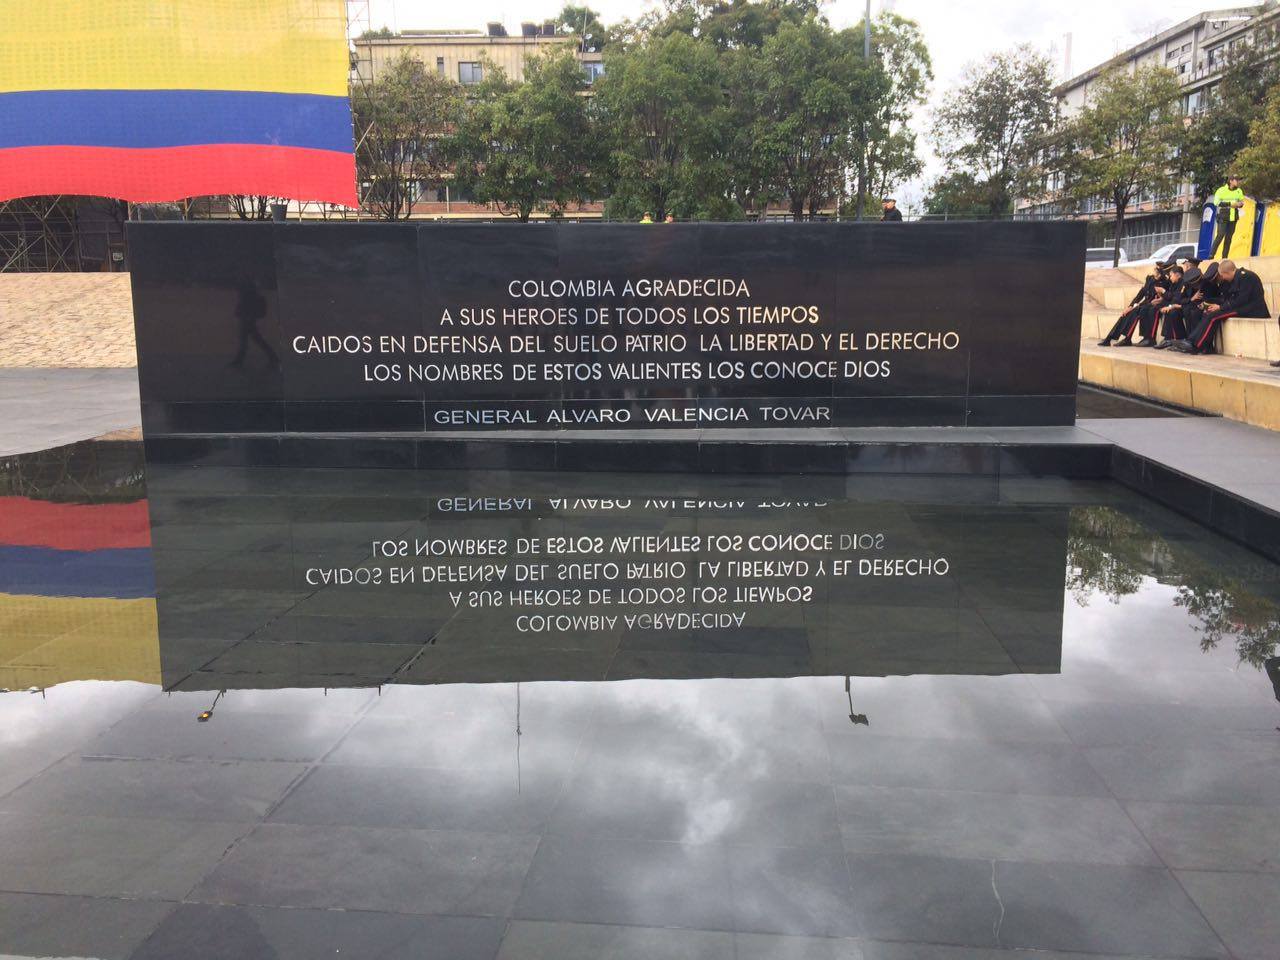 COLOMBIA AGRADECIDA
A SUS HEROES DE TODOS LOS TIEMPOS
CAIDOS EN DEFENSA DEL SUELO PATRIO LA LIBERTAD Y EL DERECHO
LOS NOMBRES DE ESTOS VALIENTES LOS CONOCE DIOS
GENERAL ALVARO VALENCIA TOVAR